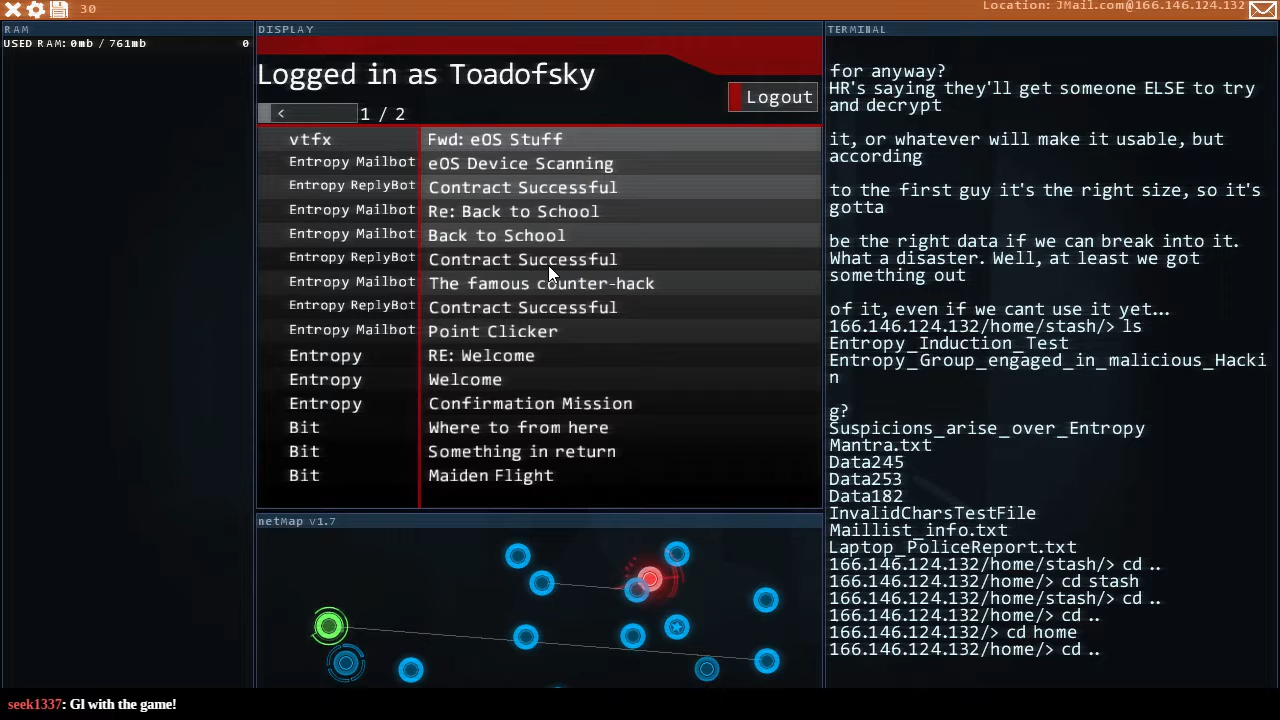 30
Location: JMail.com@166.146.124.132
RAM
USED RAM: 0mb / 761mb
0
DISPLAY
Logged in as Toadofsky
Logout
<
1 / 2
vtfx Fwd: eOS Stuff
Entropy Mailbot eOS Device Scanning
Entropy ReplyBot Contract Successful
Entropy Mailbot Re: Back to School
Entropy Mailbot Back to School
Entropy ReplyBot Contract Successful
Entropy Mailbot The famous counter-hack
Entropy ReplyBot Contract Successful
Entropy Mailbot Point Clicker
Entropy RE: Welcome
Entropy Welcome
Entropy Confirmation Mission
Bit Where to from here
Bit Something in return
Bit Maiden Flight
netMap v1.7
TERMINAL
for anyway?
HR's saying they'll get someone ELSE to try
and decrypt
it, or whatever will make it usable, but
according
to the first guy it's the right size, so it's
gotta
be the right data if we can break into it.
What a disaster. Well, at least we got
something out
of it, even if we cant use it yet...
166.146.124.132/home/stash/> ls
Entropy_Induction_Test
Entropy_Group_engaged_in_malicious_Hacki
n
g?
Suspicions_arise_over_Entropy
Mantra.txt
Data245
Data253
Data182
InvalidCharsTestFile
Maillist_info.txt
Laptop_PoliceReport.txt
166.146.124.132/home/stash/> cd ..
166.146.124.132/home/> cd stash
166.146.124.132/home/stash/> cd ..
166.146.124.132/home/> cd ..
166.146.124.132/> cd home
166.146.124.132/home/> cd ..
seek1337: Gl with the game!